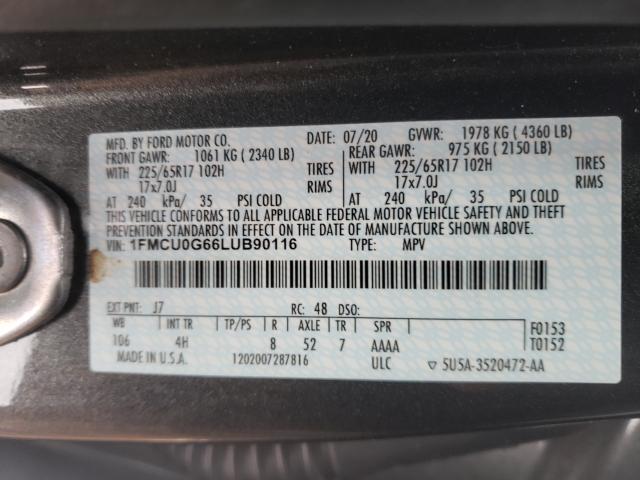 MFD. BY FORD MOTOR CO. DATE: 07/20 GVWR: 1978 KG ( 4360 LB)
FRONT GAWR: 1061 KG ( 2340 LB) REAR GAWR: 975 KG ( 2150 LB)
WITH 225/65R17 102H TIRES WITH 225/65R17 102H TIRES
17x7.0J RIMS 17x7.0J RIMS
AT 240 kPa/ 35 PSI COLD AT 240 kPa/ 35 PSI COLD
THIS VEHICLE CONFORMS TO ALL APPLICABLE FEDERAL MOTOR VEHICLE SAFETY AND THEFT
PREVENTION STANDARDS IN EFFECT ON THE DATE OF MANUFACTURE SHOWN ABOVE.
VIN: 1FMCU0G66LUB90116 TYPE: MPV
EXT PNT: J7 RC: 48 DSO:
WB INT TR TP/PS R AXLE TR SPR F0153
106 4H 8 52 7 AAAA T0152
MADE IN U.S.A. 1202007287816 ULC ▽ 5U5A-3520472-AA